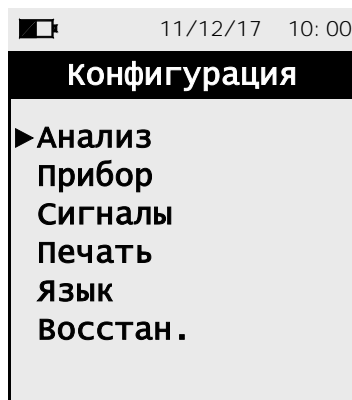 11/12/17 10:00
Конфигурация
Анализ
Прибор
Сигналы
Печать
Язык
Восстан.